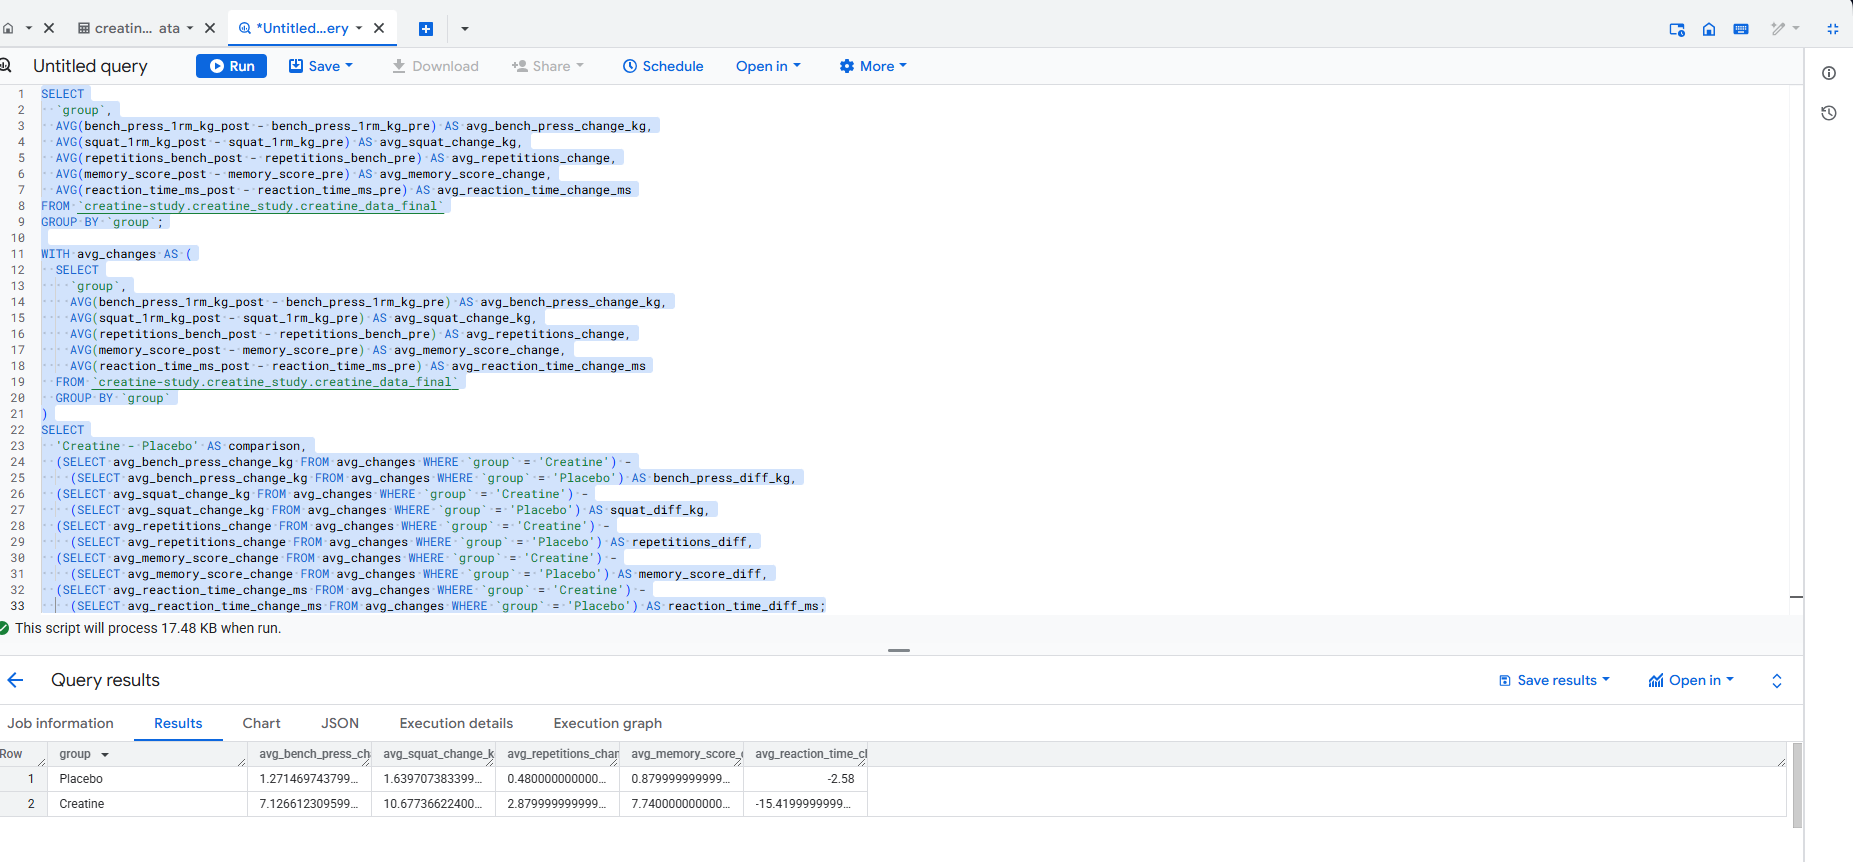 creatin... ata
*Untitled...ery
Untitled query
Run
Save
Download
Share
Schedule
Open in
More
1 SELECT
2 `group`,
3 AVG(bench_press_1rm_kg_post - bench_press_1rm_kg_pre) AS avg_bench_press_change_kg,
4 AVG(squat_1rm_kg_post - squat_1rm_kg_pre) AS avg_squat_change_kg,
5 AVG(repetitions_bench_post - repetitions_bench_pre) AS avg_repetitions_change,
6 AVG(memory_score_post - memory_score_pre) AS avg_memory_score_change,
7 AVG(reaction_time_ms_post - reaction_time_ms_pre) AS avg_reaction_time_change_ms
8 FROM `creatine-study.creatine_study.creatine_data_final`
9 GROUP BY `group`;
10
11 WITH avg_changes AS (
12 SELECT
13 `group`,
14 AVG(bench_press_1rm_kg_post - bench_press_1rm_kg_pre) AS avg_bench_press_change_kg,
15 AVG(squat_1rm_kg_post - squat_1rm_kg_pre) AS avg_squat_change_kg,
16 AVG(repetitions_bench_post - repetitions_bench_pre) AS avg_repetitions_change,
17 AVG(memory_score_post - memory_score_pre) AS avg_memory_score_change,
18 AVG(reaction_time_ms_post - reaction_time_ms_pre) AS avg_reaction_time_change_ms
19 FROM `creatine-study.creatine_study.creatine_data_final`
20 GROUP BY `group`
21 )
22 SELECT
23 'Creatine - Placebo' AS comparison,
24 (SELECT avg_bench_press_change_kg FROM avg_changes WHERE `group` = 'Creatine') -
25 (SELECT avg_bench_press_change_kg FROM avg_changes WHERE `group` = 'Placebo') AS bench_press_diff_kg,
26 (SELECT avg_squat_change_kg FROM avg_changes WHERE `group` = 'Creatine') -
27 (SELECT avg_squat_change_kg FROM avg_changes WHERE `group` = 'Placebo') AS squat_diff_kg,
28 (SELECT avg_repetitions_change FROM avg_changes WHERE `group` = 'Creatine') -
29 (SELECT avg_repetitions_change FROM avg_changes WHERE `group` = 'Placebo') AS repetitions_diff,
30 (SELECT avg_memory_score_change FROM avg_changes WHERE `group` = 'Creatine') -
31 (SELECT avg_memory_score_change FROM avg_changes WHERE `group` = 'Placebo') AS memory_score_diff,
32 (SELECT avg_reaction_time_change_ms FROM avg_changes WHERE `group` = 'Creatine') -
33 (SELECT avg_reaction_time_change_ms FROM avg_changes WHERE `group` = 'Placebo') AS reaction_time_diff_ms;
This script will process 17.48 KB when run.
Query results
Save results
Open in
Job information
Results
Chart
JSON
Execution details
Execution graph
Row group avg_bench_press_ch avg_squat_change_k avg_repetitions_chan avg_memory_score_c avg_reaction_time_cl
1 Placebo 1.271469743799... 1.639707383399... 0.480000000000... 0.879999999999... -2.58
2 Creatine 7.126612309599... 10.67736622400... 2.879999999999... 7.740000000000... -15.4199999999...